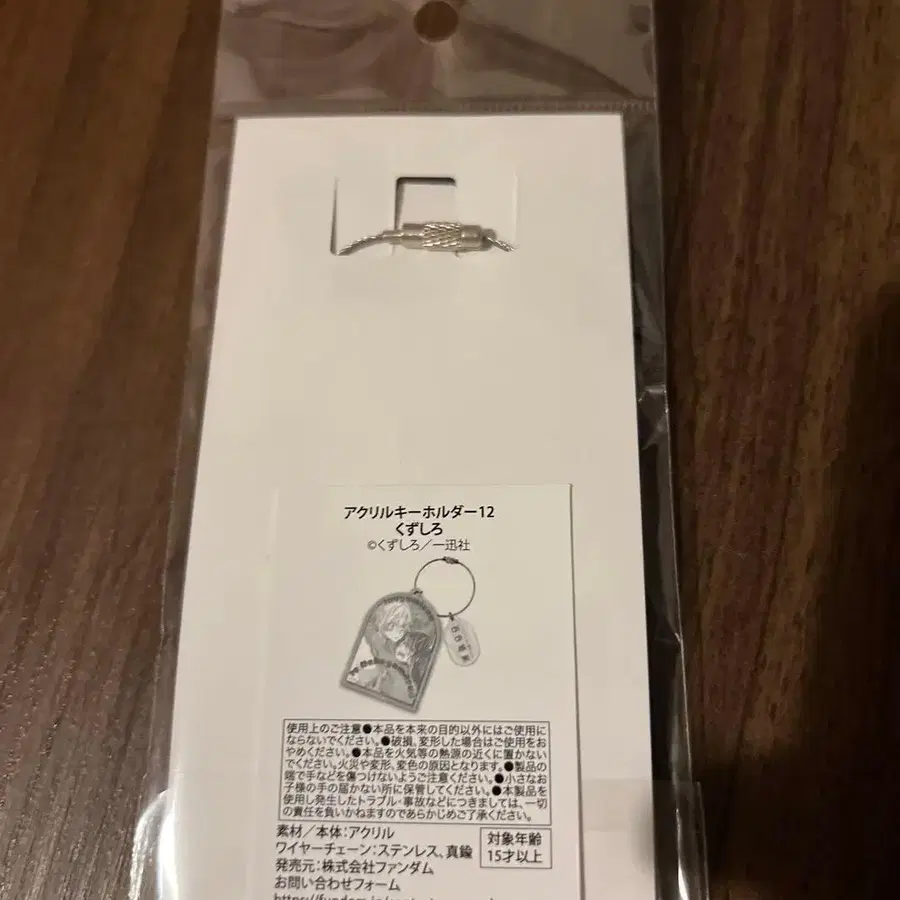 アクリルキーホルダー12
くずしろ
©くずしろ／一迅社
百合姫展
使用上のご注意●本品を本来の目的以外にはご使用に
ならないでください。●破損、変形した場合はご使用をお
やめください。●本品を火気等の熱源の近くに置かない
でください。火災や変形、変色の原因となります。●製品の
端で手などを傷つけないようご注意ください。●小さなお
子様の手の届かない所に保管してください。●本製品を
使用し発生したトラブル・事故などにつきましては、一切
の責任を負いかねますのであらかじめご了承ください。
素材／本体：アクリル
ワイヤーチェーン：ステンレス、真鍮
対象年齢
15才以上
発売元：株式会社ファンダム
お問い合わせフォーム